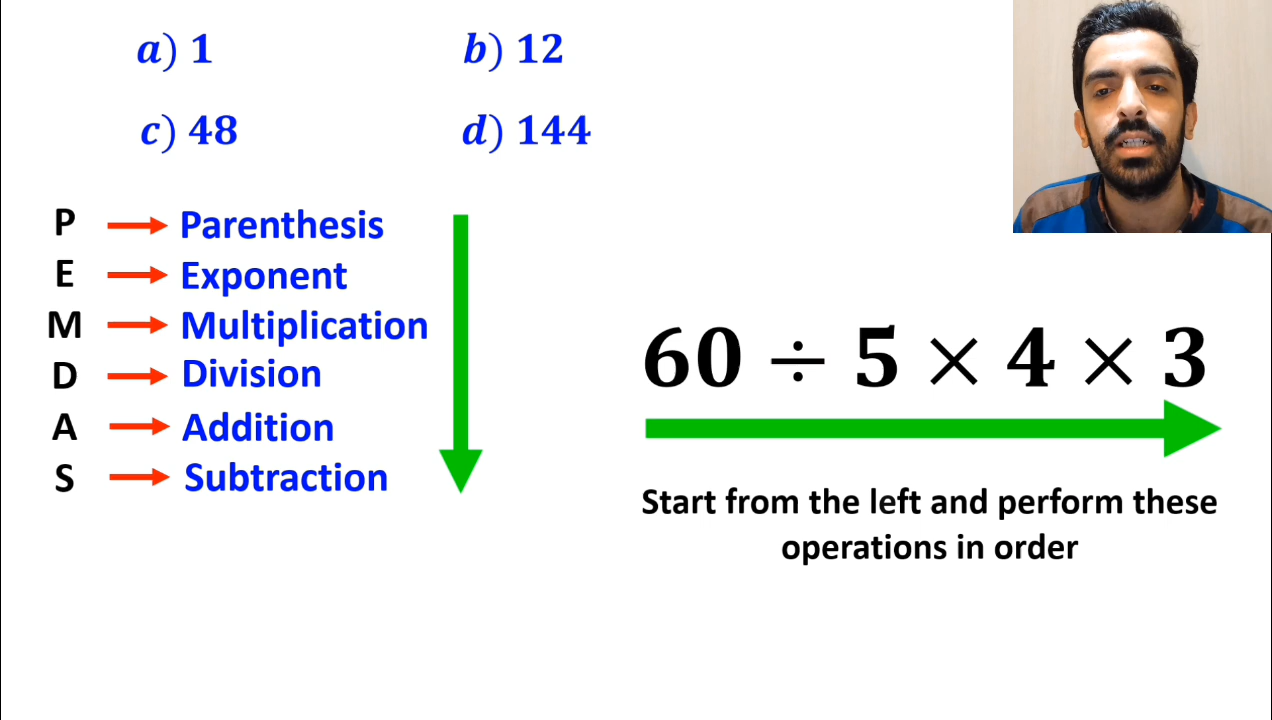 a) 1 b) 12
c) 48 d) 144
P Parenthesis
E Exponent
M Multiplication
D Division
A Addition
S Subtraction
60 ÷ 5 × 4 × 3
Start from the left and perform these
operations in order